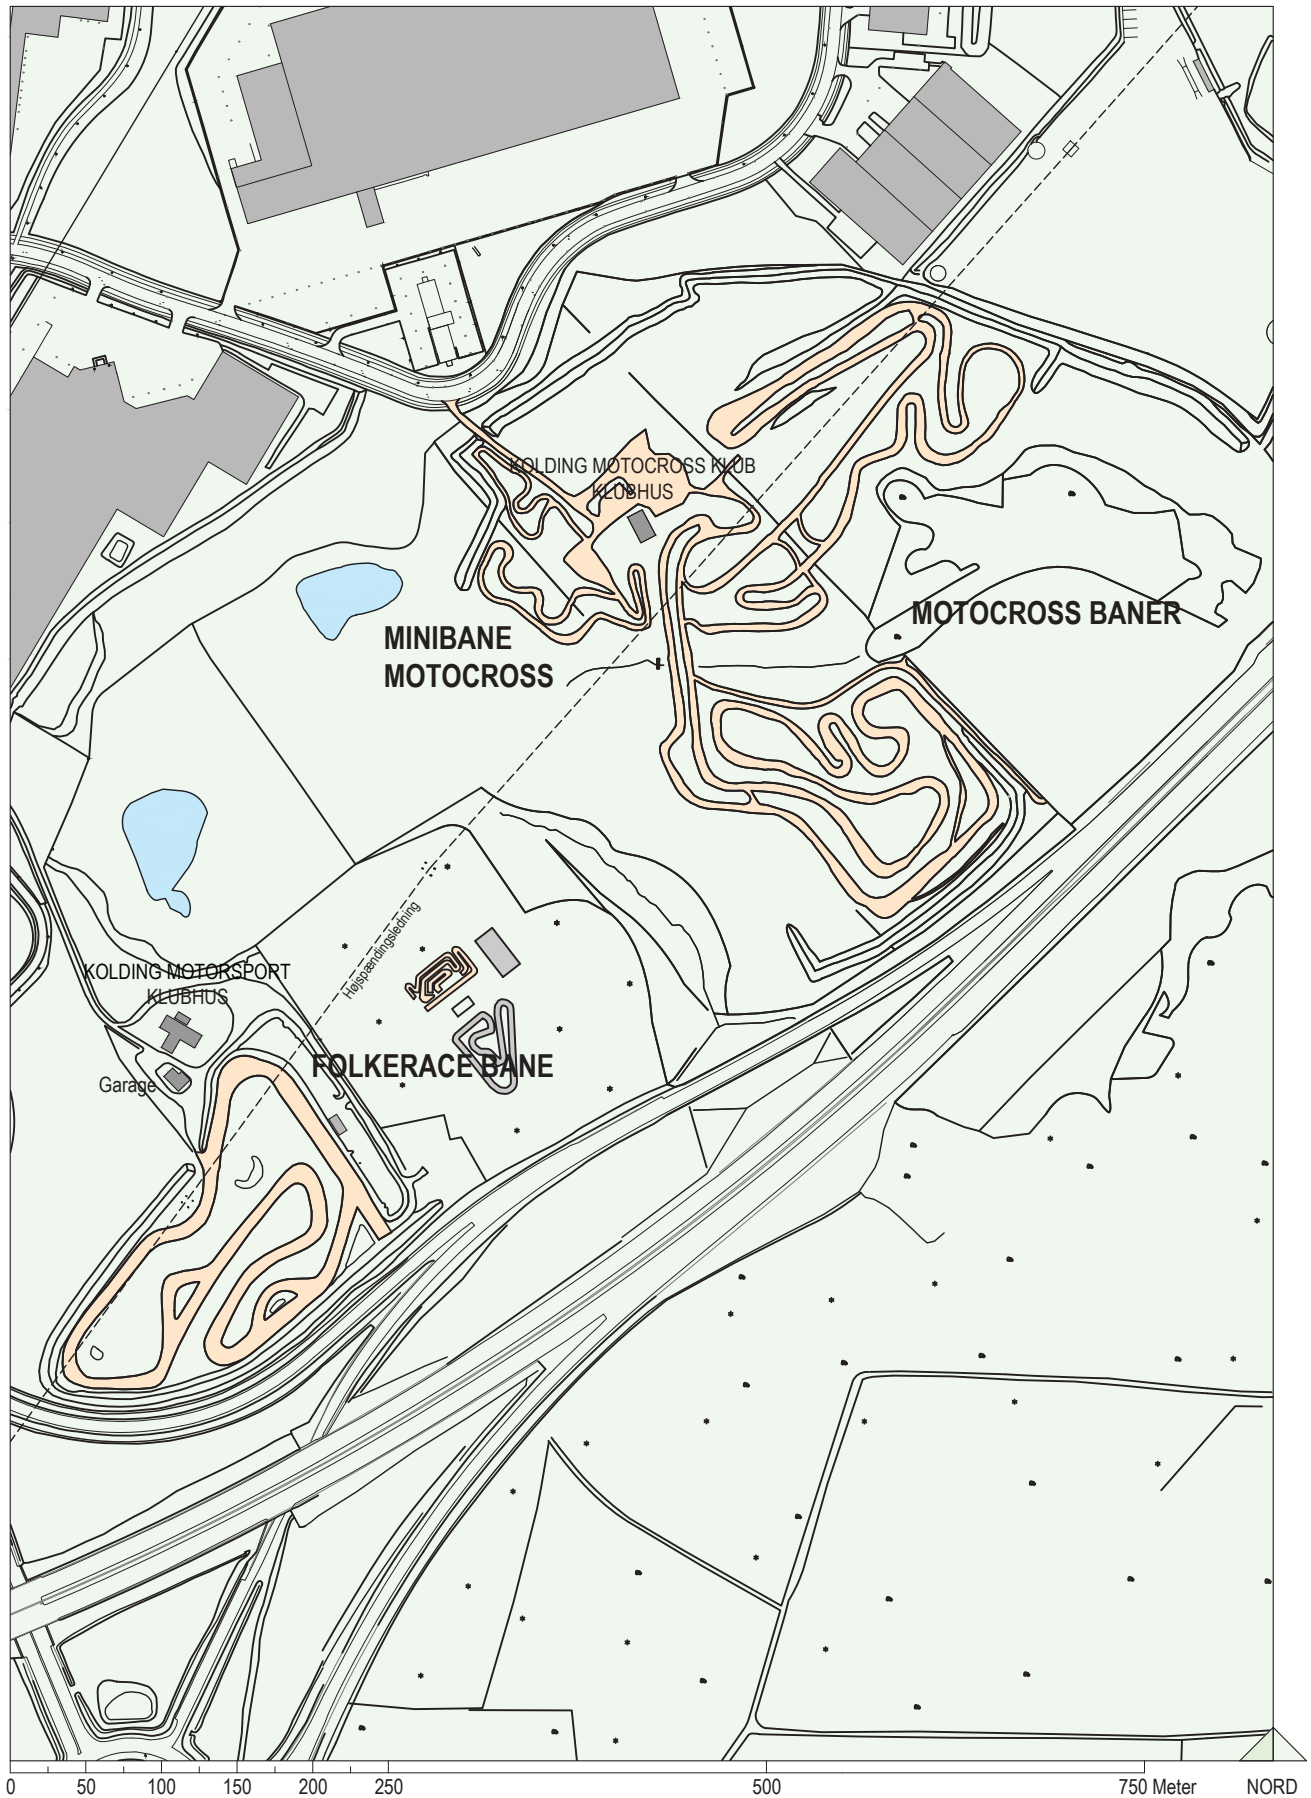 KOLDING MOTOCROSS KLUB
KLUBHUS
MOTOCROSS BANER
MINIBANE
MOTOCROSS
Højspændingsledning
KOLDING MOTORSPORT
KLUBHUS
FOLKERACE BANE
Garage
0 50 100 150 200 250 500 750 Meter NORD